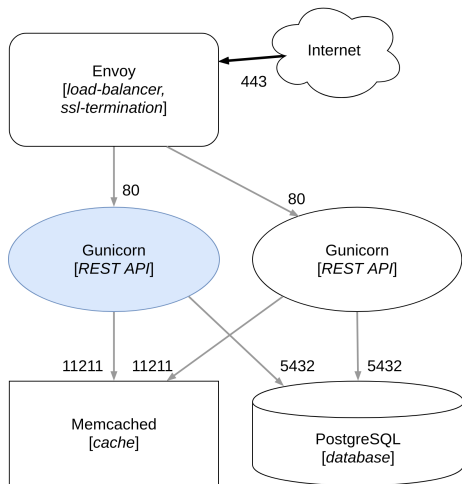 Internet
Envoy
[load-balancer,
ssl-termination]
443
80
80
Gunicorn
[REST API]
Gunicorn
[REST API]
11211
11211
5432
5432
Memcached
[cache]
PostgreSQL
[database]